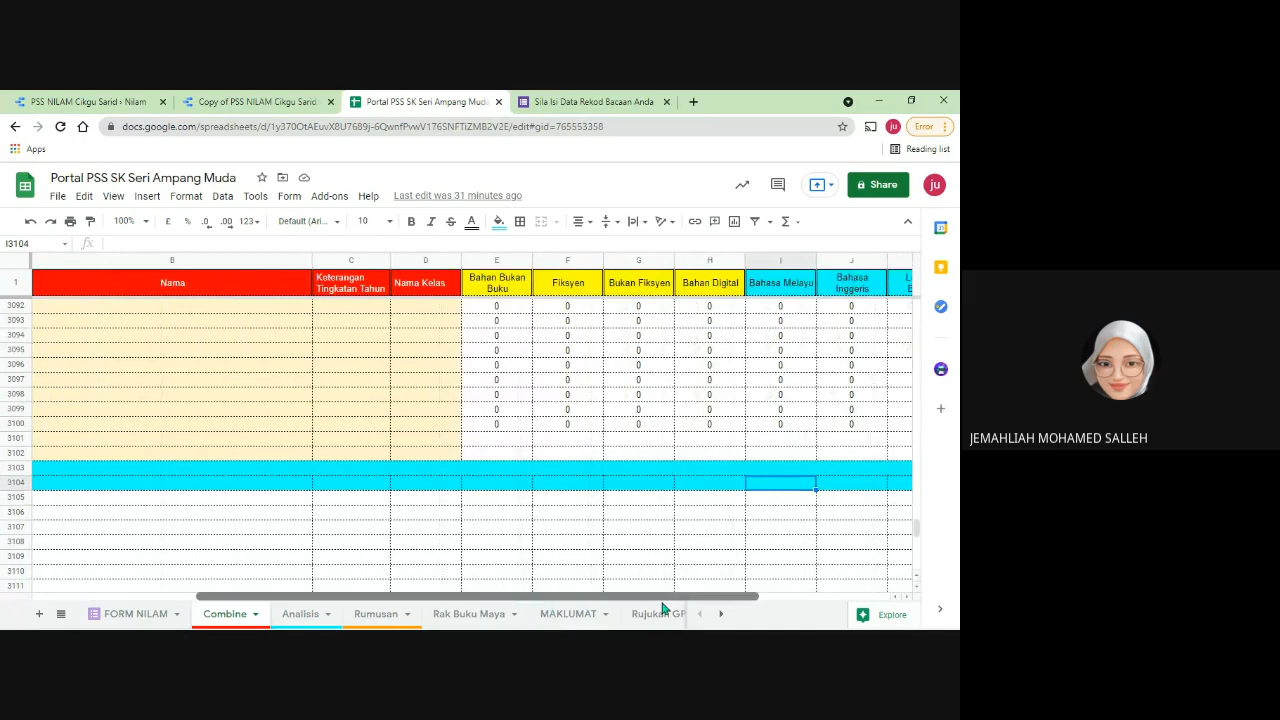 PSS NILAM Cikgu Sarid › Nilam
Copy of PSS NILAM Cikgu Sarid
Portal PSS SK Seri Ampang Muda
Sila Isi Data Rekod Bacaan Anda
docs.google.com/spreadsheets/d/1y370OtAEuvX8U7689j-6QwnfPvwV176SNFTiZMB2V2E/edit#gid=765553358
ju
Error
Apps
Reading list
Portal PSS SK Seri Ampang Muda
File Edit View Insert Format Data Tools Form Add-ons Help Last edit was 31 minutes ago
Share
ju
100% £ % .0 .00 123 Default (Ari... 10 B I S A
I3104 fx
B C D E F G H I J
1 Nama Keterangan Tingkatan Tahun Nama Kelas Bahan Bukan Buku Fiksyen Bukan Fiksyen Bahan Digital Bahasa Melayu Bahasa Inggeris
3092 0 0 0 0 0 0
3093 0 0 0 0 0 0
3094 0 0 0 0 0 0
3095 0 0 0 0 0 0
3096 0 0 0 0 0 0
3097 0 0 0 0 0 0
3098 0 0 0 0 0 0
3099 0 0 0 0 0 0
3100 0 0 0 0 0 0
3101
3102
3103
3104
3105
3106
3107
3108
3109
3110
3111
FORM NILAM Combine Analisis Rumusan Rak Buku Maya MAKLUMAT Rujukan GP
Explore
JEMAHLIAH MOHAMED SALLEH